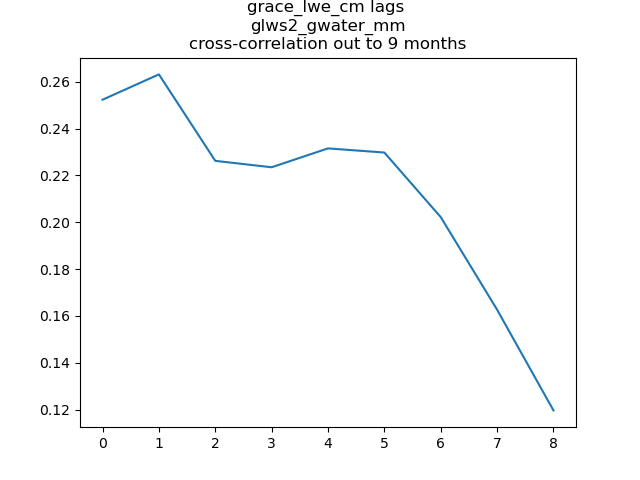 grace_lwe_cm lags
glws2_gwater_mm
cross-correlation out to 9 months
0.26
0.24
0.22
0.20
0.18
0.16
0.14
0.12
0 1 2 3 4 5 6 7 8